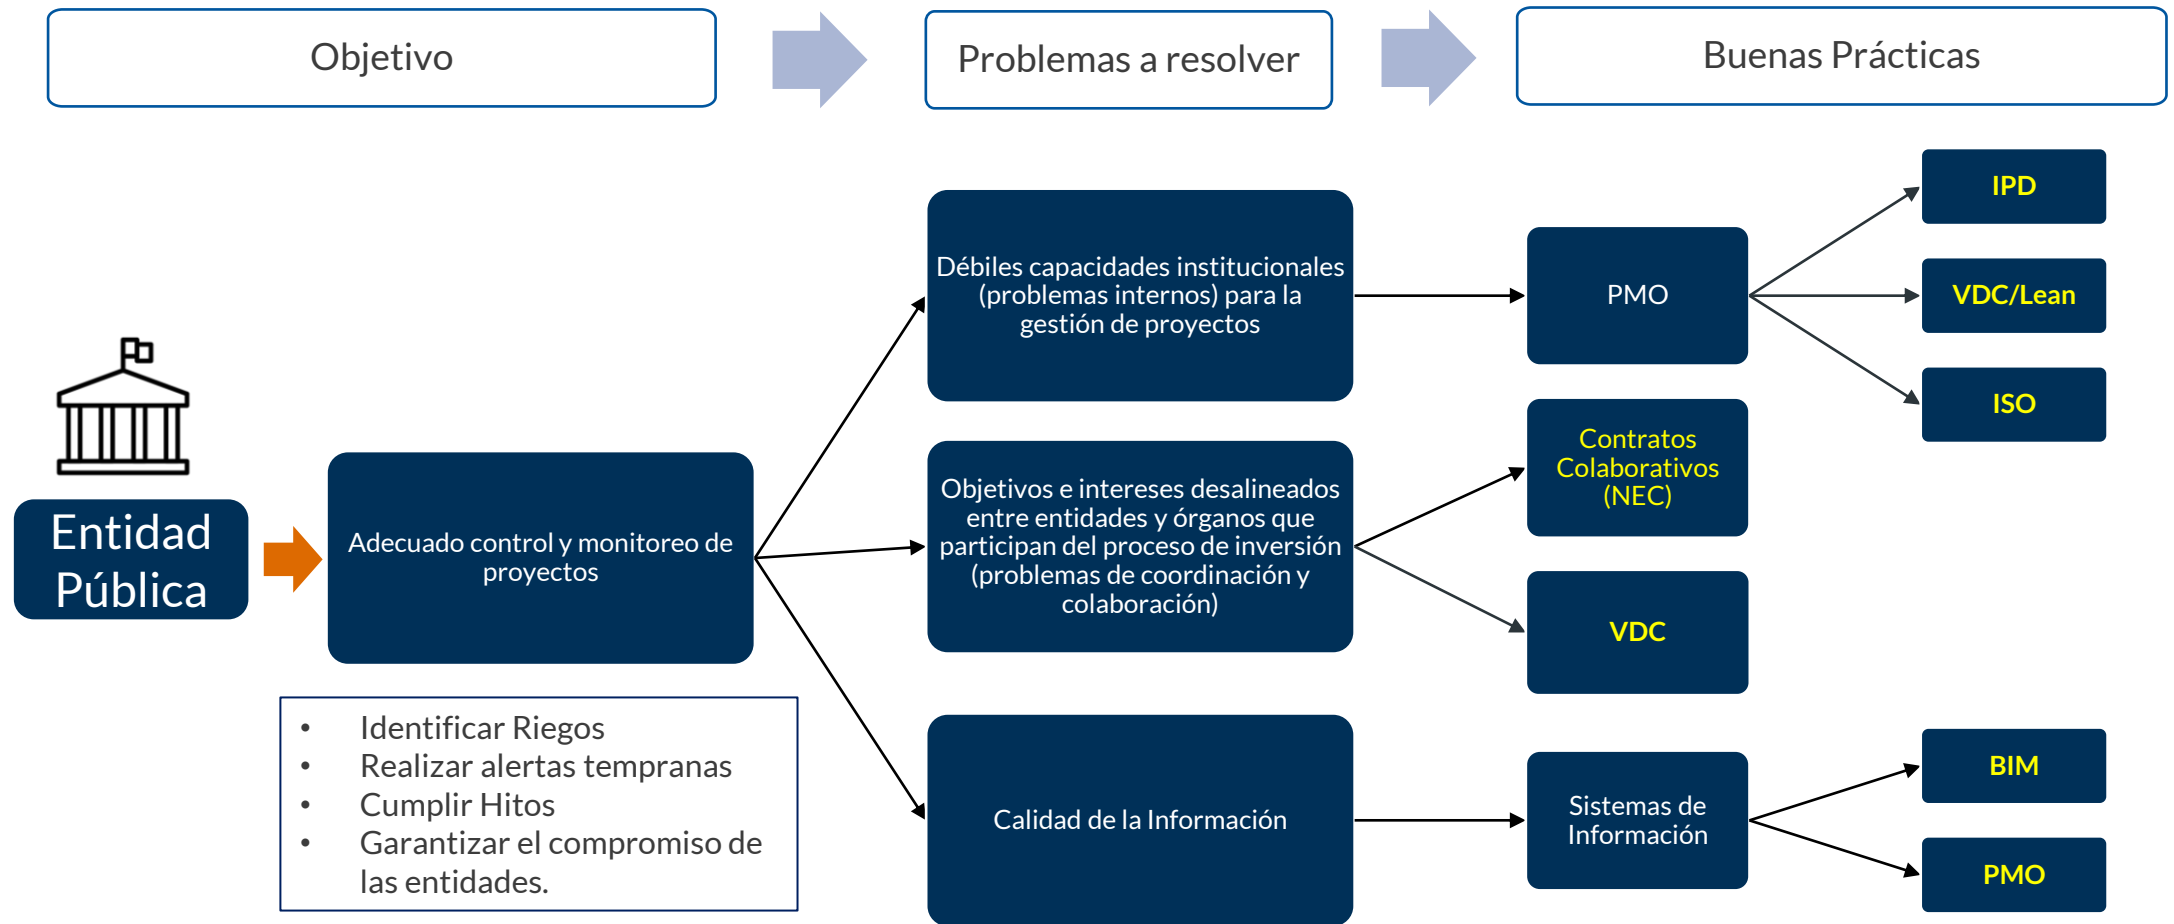 Objetivo
Problemas a resolver
Buenas Prácticas
Entidad
Pública
Adecuado control y monitoreo de
proyectos
• Identificar Riegos
• Realizar alertas tempranas
• Cumplir Hitos
• Garantizar el compromiso de
las entidades.
Débiles capacidades institucionales
(problemas internos) para la
gestión de proyectos
Objetivos e intereses desalineados
entre entidades y órganos que
participan del proceso de inversión
(problemas de coordinación y
colaboración)
Calidad de la Información
PMO
Contratos
Colaborativos
(NEC)
VDC
Sistemas de
Información
IPD
VDC/Lean
ISO
BIM
PMO